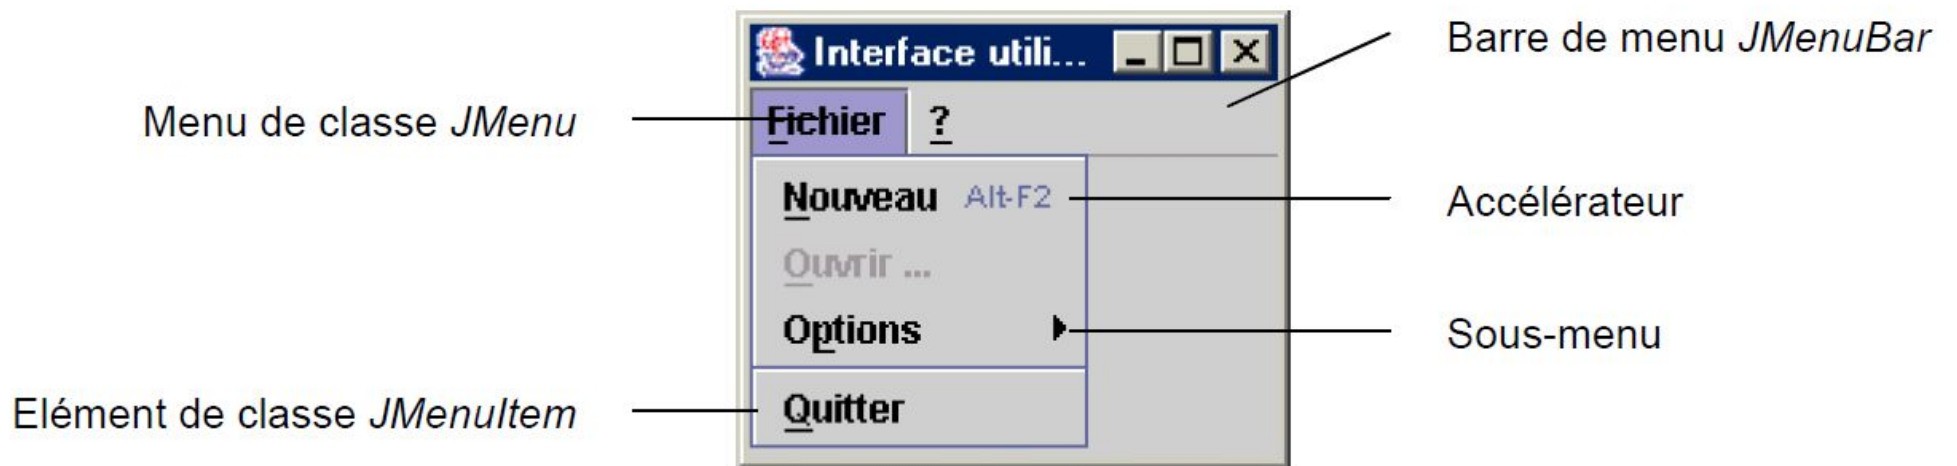 Interface utili...
Barre de menu JMenuBar
Menu de classe JMenu
Fichier ?
Nouveau Alt-F2
Accélérateur
Ouvrir ...
Options
Sous-menu
Elément de classe JMenuItem
Quitter